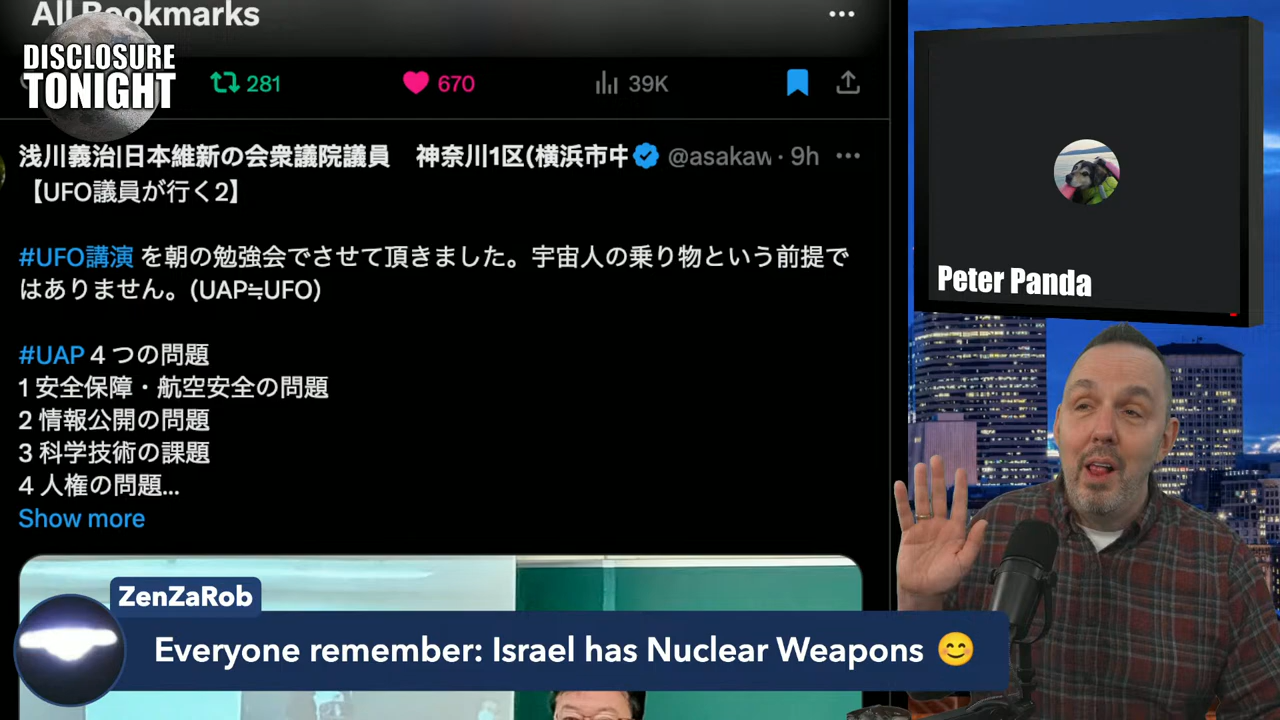 All Bookmarks
DISCLOSURE
TONIGHT
281
670
39K
浅川義治|日本維新の会衆議院議員　神奈川1区(横浜市中
@asakaw · 9h
【UFO議員が行く2】
#UFO講演 を朝の勉強会でさせて頂きました。宇宙人の乗り物という前提で
はありません。(UAP≒UFO)
#UAP 4 つの問題
1 安全保障・航空安全の問題
2 情報公開の問題
3 科学技術の課題
4 人権の問題...
Show more
Peter Panda
ZenZaRob
Everyone remember: Israel has Nuclear Weapons 😊